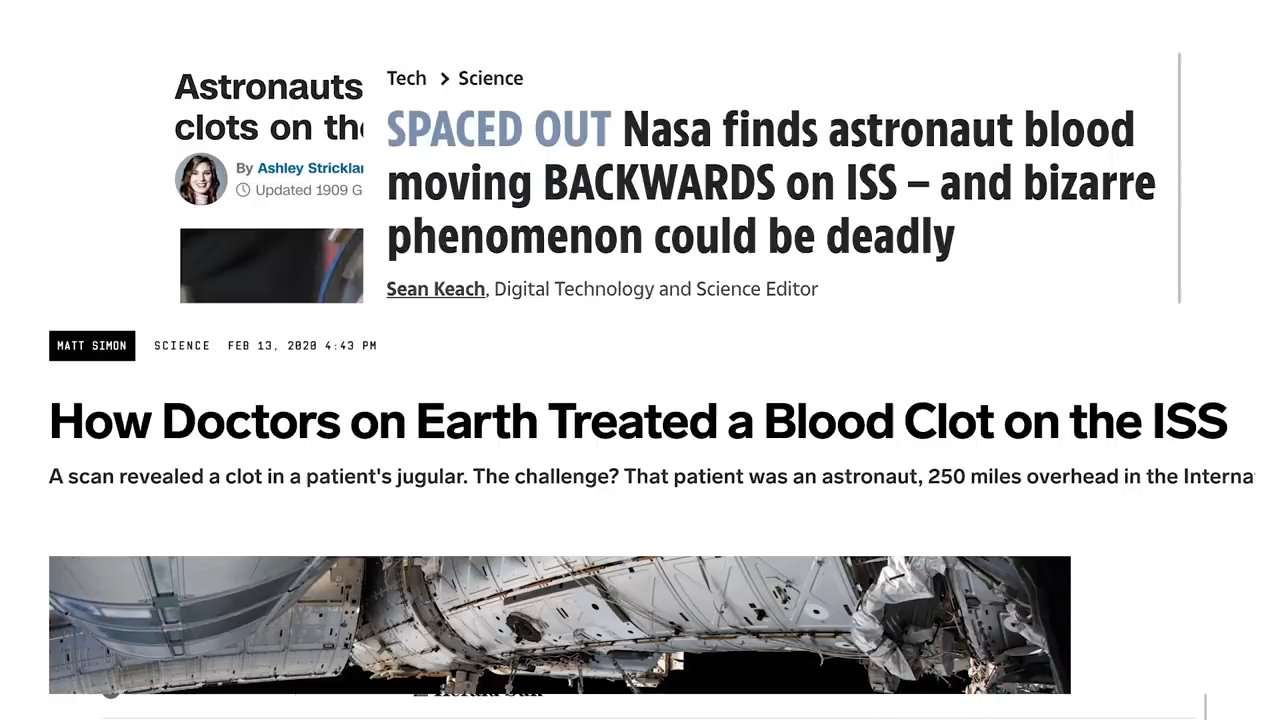 Astronauts
clots on the
By Ashley Stricklan
Updated 1909 G
Tech > Science
SPACED OUT Nasa finds astronaut blood
moving BACKWARDS on ISS – and bizarre
phenomenon could be deadly
Sean Keach, Digital Technology and Science Editor
MATT SIMON SCIENCE FEB 13, 2020 4:43 PM
How Doctors on Earth Treated a Blood Clot on the ISS
A scan revealed a clot in a patient's jugular. The challenge? That patient was an astronaut, 250 miles overhead in the Interna